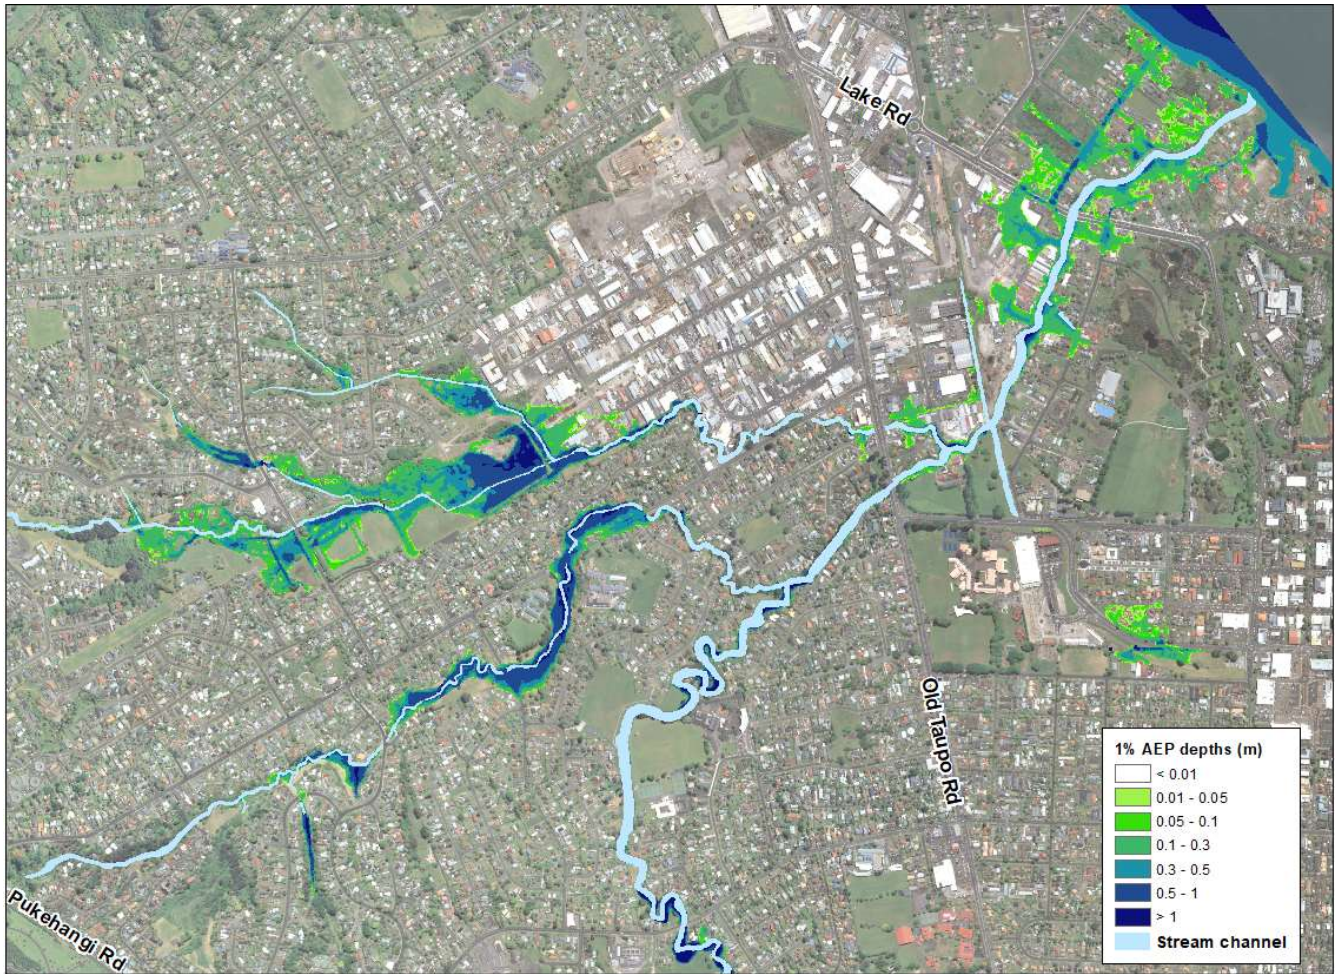 Lake Rd
Old Taupo Rd
Pukehangi Rd
1% AEP depths (m)
< 0.01
0.01 - 0.05
0.05 - 0.1
0.1 - 0.3
0.3 - 0.5
0.5 - 1
> 1
Stream channel